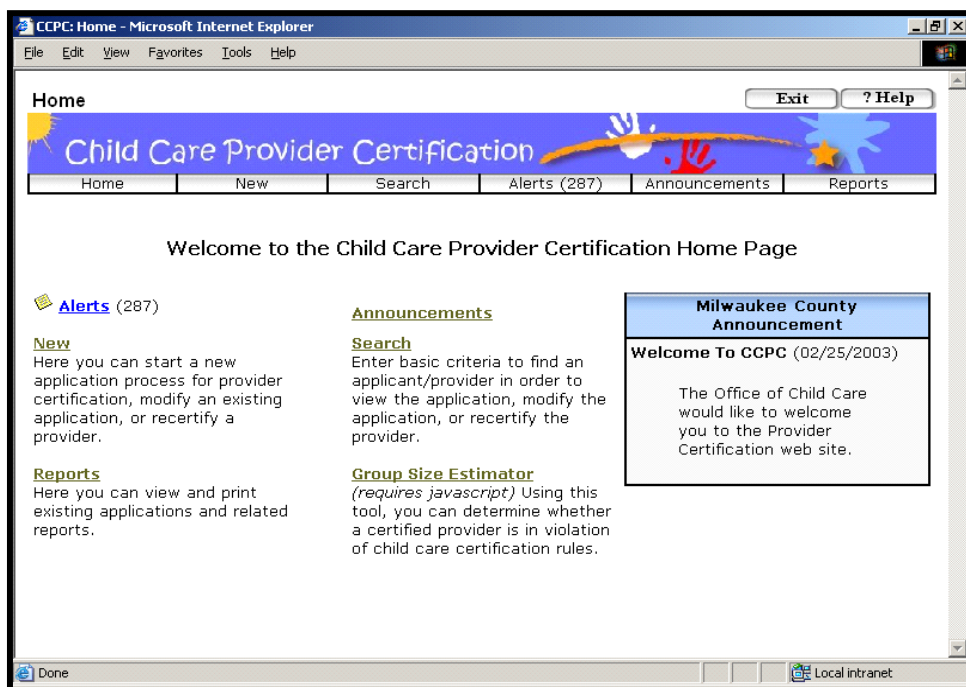 CCPC: Home - Microsoft Internet Explorer
File Edit View Favorites Tools Help
Home
Exit
? Help
Child Care Provider Certification
Home New Search Alerts (287) Announcements Reports
Welcome to the Child Care Provider Certification Home Page
Alerts (287)
New
Here you can start a new
application process for provider
certification, modify an existing
application, or recertify a
provider.
Reports
Here you can view and print
existing applications and related
reports.
Announcements
Search
Enter basic criteria to find an
applicant/provider in order to
view the application, modify the
application, or recertify the
provider.
Group Size Estimator
(requires javascript) Using this
tool, you can determine whether
a certified provider is in violation
of child care certification rules.
Milwaukee County
Announcement
Welcome To CCPC (02/25/2003)
The Office of Child Care
would like to welcome
you to the Provider
Certification web site.
Done
Local intranet